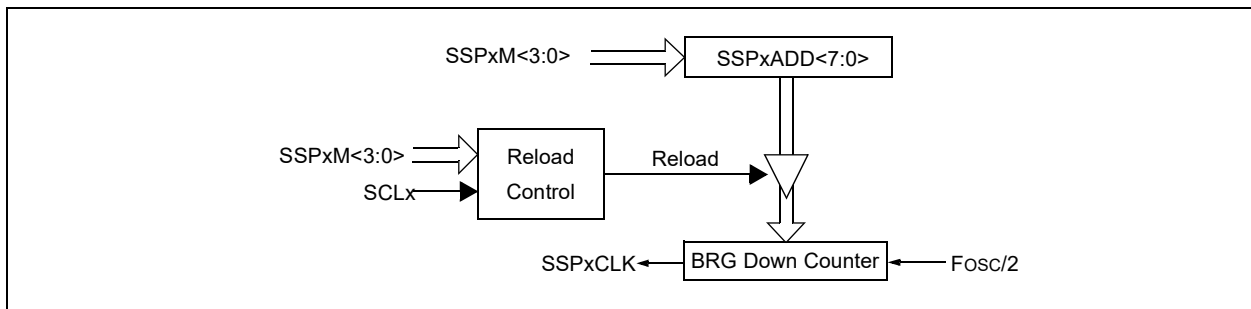 SSPxM<3:0>
SSPxADD<7:0>
SSPxM<3:0>
SCLx
Reload
Control
Reload
SSPxCLK
BRG Down Counter
FOSC/2